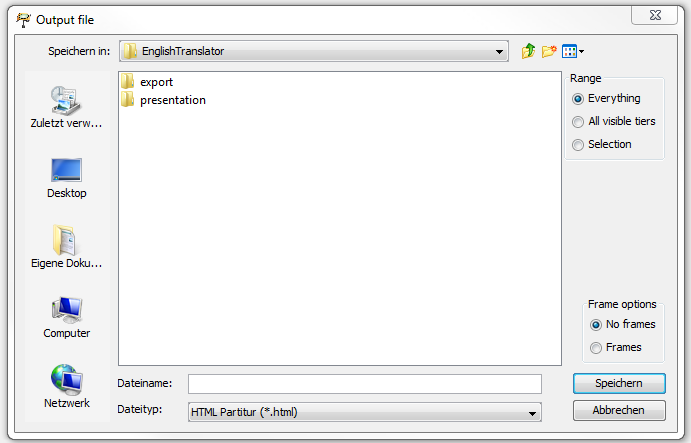 Output file
Speichern in:
EnglishTranslator
Zuletzt verw...
Desktop
Eigene Doku...
Computer
Netzwerk
export
presentation
Range
Everything
All visible tiers
Selection
Frame options
No frames
Frames
Dateiname:
Speichern
Dateityp:
HTML Partitur (*.html)
Abbrechen